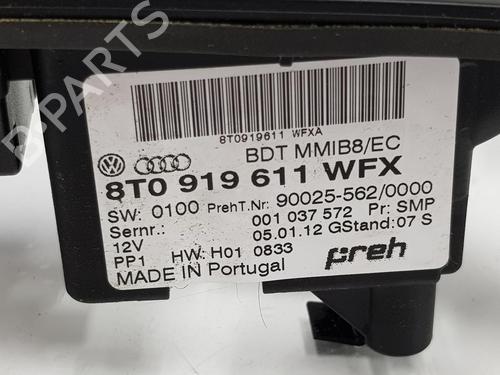 8T0919611 WFXA
BDT MMIB8/EC
8T0 919 611 WFX
SW: 0100 PrehT.Nr: 90025-562/0000
Sernr.: 001 037 572 Pr: SMP
12V 05.01.12 GStand: 07 S
PP1 HW: H01 0833
MADE IN Portugal preh
B-PARTS